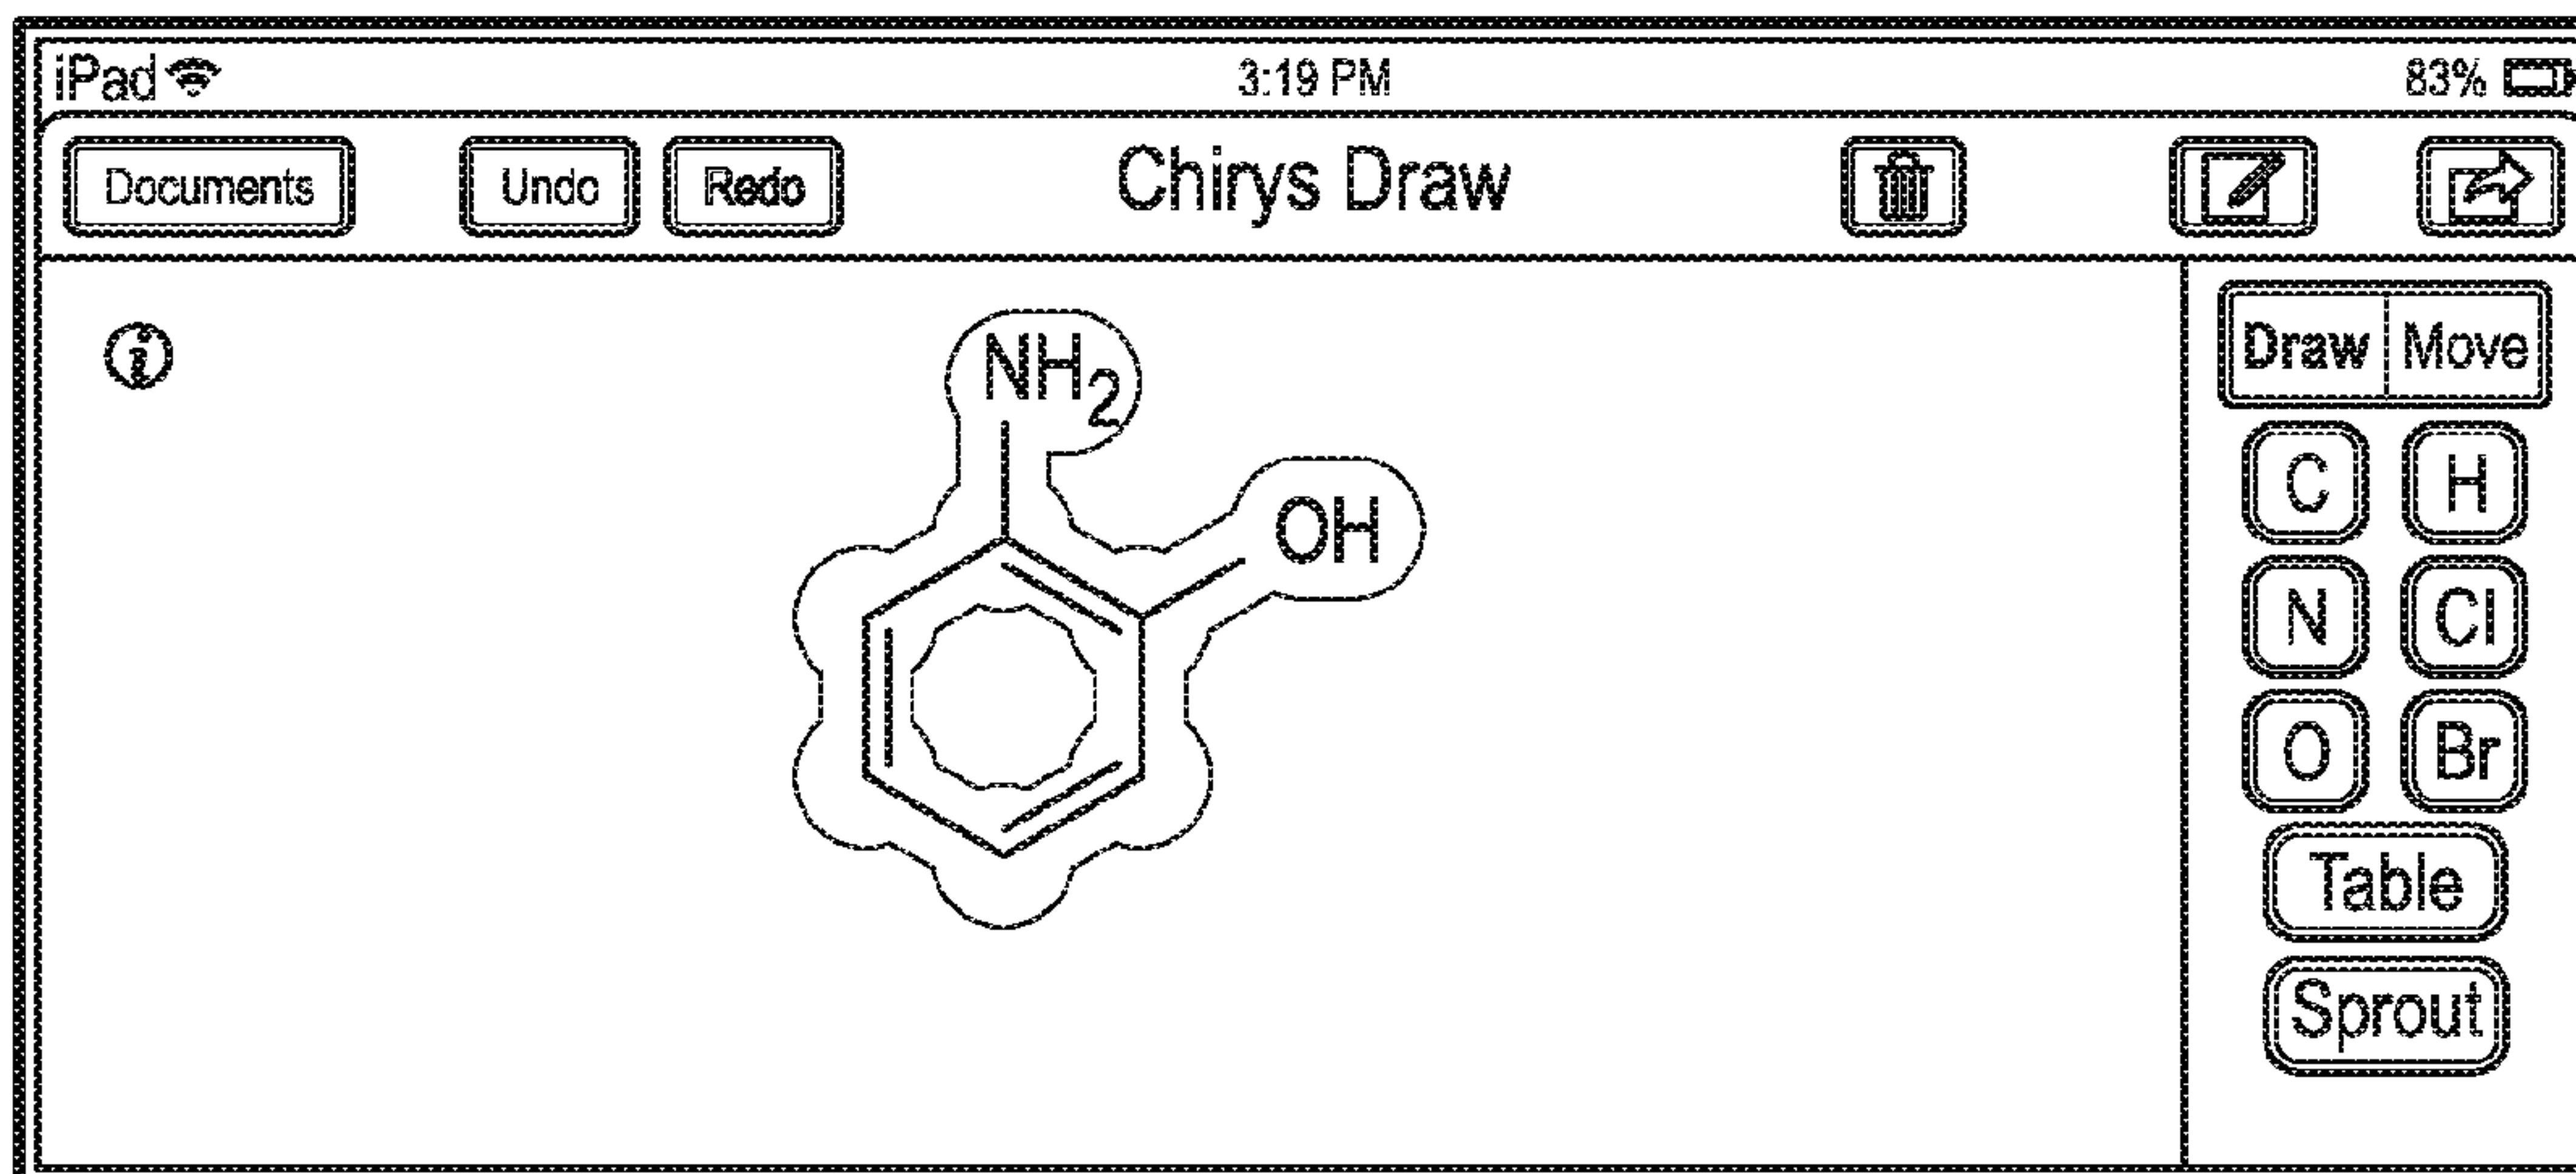 iPad 3:19 PM 83%
Documents Undo Redo Chirys Draw
i
NH2
OH
Draw Move
C H
N Cl
O Br
Table
Sprout